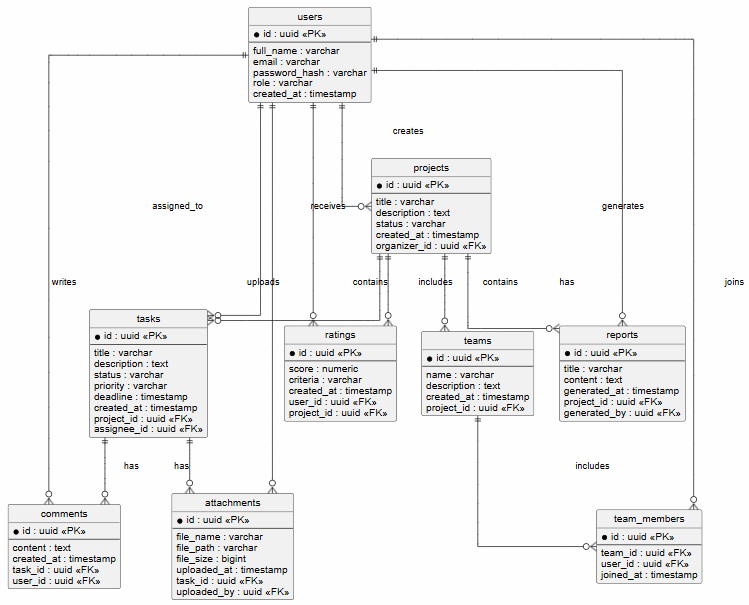 users
id : uuid «PK»
full_name : varchar
email : varchar
password_hash : varchar
role : varchar
created_at : timestamp
creates
projects
id : uuid «PK»
title : varchar
description : text
status : varchar
created_at : timestamp
organizer_id : uuid «FK»
assigned_to
receives
generates
writes
uploads
contains
includes
contains
has
joins
tasks
id : uuid «PK»
title : varchar
description : text
status : varchar
priority : varchar
deadline : timestamp
created_at : timestamp
project_id : uuid «FK»
assignee_id : uuid «FK»
ratings
id : uuid «PK»
score : numeric
criteria : varchar
created_at : timestamp
user_id : uuid «FK»
project_id : uuid «FK»
teams
id : uuid «PK»
name : varchar
description : text
created_at : timestamp
project_id : uuid «FK»
reports
id : uuid «PK»
title : varchar
content : text
generated_at : timestamp
project_id : uuid «FK»
generated_by : uuid «FK»
has
has
includes
comments
id : uuid «PK»
content : text
created_at : timestamp
task_id : uuid «FK»
user_id : uuid «FK»
attachments
id : uuid «PK»
file_name : varchar
file_path : varchar
file_size : bigint
uploaded_at : timestamp
task_id : uuid «FK»
uploaded_by : uuid «FK»
team_members
id : uuid «PK»
team_id : uuid «FK»
user_id : uuid «FK»
joined_at : timestamp